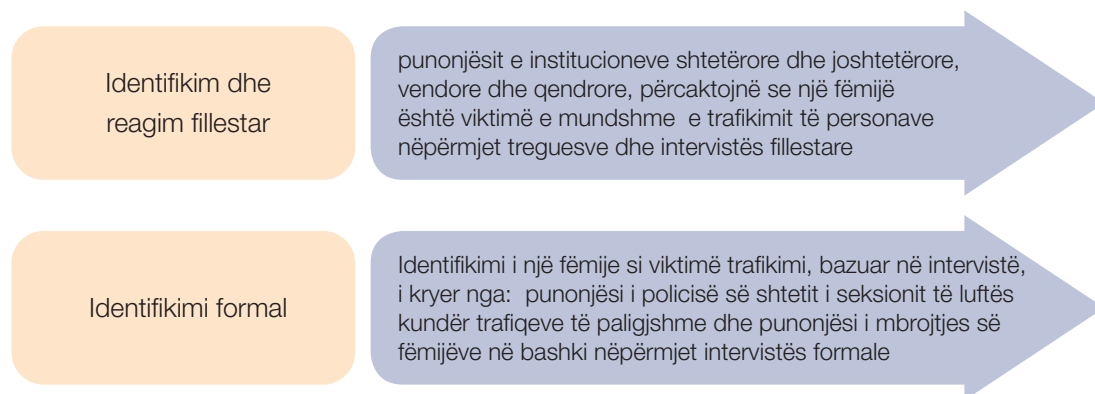 Identifikim dhe
reagim fillestar
punonjësit e institucioneve shtetërore dhe joshtetërore,
vendore dhe qendrore, përcaktojnë se një fëmijë
është viktimë e mundshme e trafikimit të personave
nëpërmjet treguesve dhe intervistës fillestare
Identifikimi formal
Identifikimi i një fëmije si viktimë trafikimi, bazuar në intervistë,
i kryer nga: punonjësi i policisë së shtetit i seksionit të luftës
kundër trafiqeve të paligjshme dhe punonjësi i mbrojtjes së
fëmijëve në bashki nëpërmjet intervistës formale